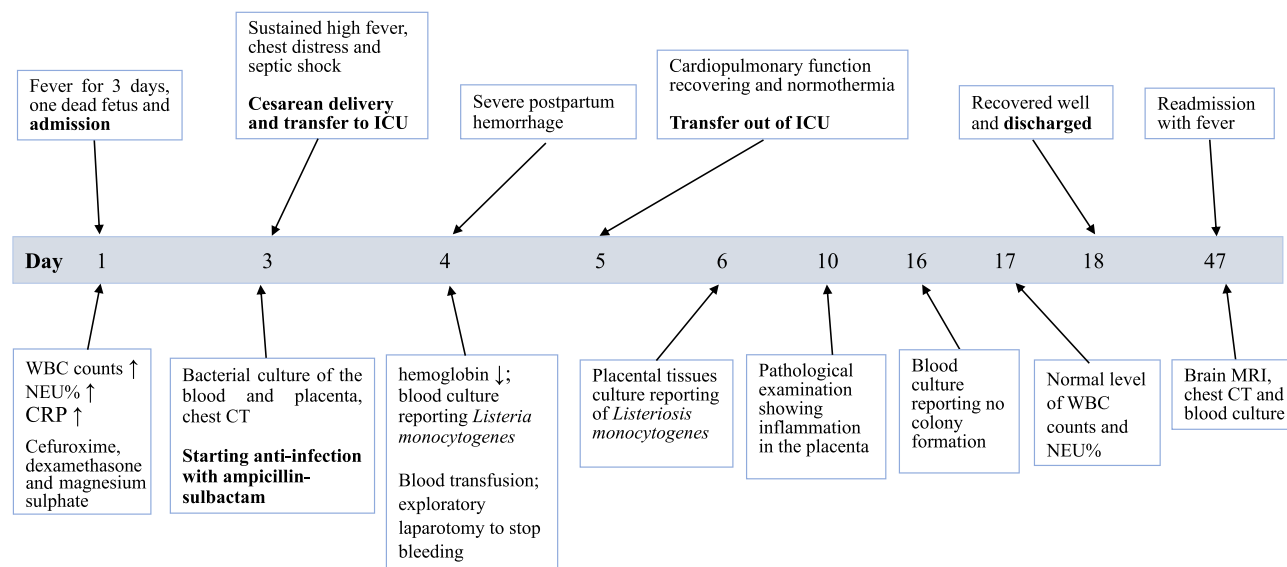 Fever for 3 days,
one dead fetus and
admission
Sustained high fever,
chest distress and
septic shock
Cesarean delivery
and transfer to ICU
Severe postpartum
hemorrhage
Cardiopulmonary function
recovering and normothermia
Transfer out of ICU
Recovered well
and discharged
Readmission
with fever
Day 1 3 4 5 6 10 16 17 18 47
WBC counts ↑
NEU% ↑
CRP ↑
Cefuroxime,
dexamethasone
and magnesium
sulphate
Bacterial culture of the
blood and placenta,
chest CT
Starting anti-infection
with ampicillin-
sulbactam
hemoglobin ↓;
blood culture
reporting Listeria
monocytogenes
Blood transfusion;
exploratory
laparotomy to stop
bleeding
Placental tissues
culture reporting
of Listeriosis
monocytogenes
Pathological
examination
showing
inflammation
in the placenta
Blood
culture
reporting no
colony
formation
Normal level
of WBC
counts and
NEU%
Brain MRI,
chest CT and
blood culture